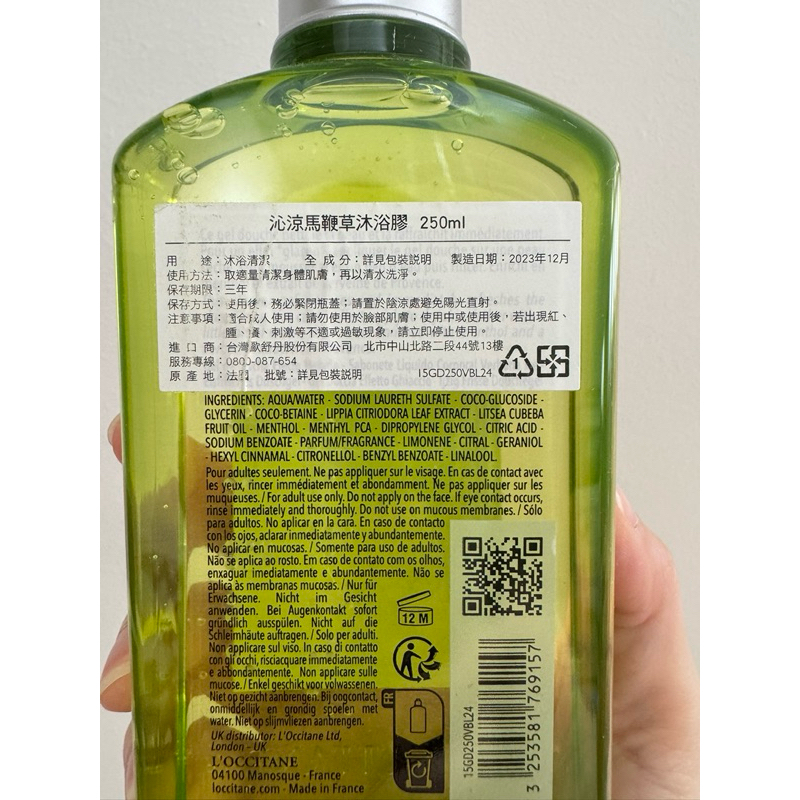 沁涼馬鞭草沐浴膠 250ml
用 途：沐浴清潔 全 成 分：詳見包裝説明 製造日期：2023年12月
使用方法：取適量清潔身體肌膚，再以清水洗淨。
保存期限：三年
保存方式：使用後，務必緊閉瓶蓋；請置於陰涼處避免陽光直射。
注意事項：適合成人使用；請勿使用於臉部肌膚；使用中或使用後，若出現紅、
腫、癢、刺激等不適或過敏現象，請立即停止使用。
進 口 商：台灣歐舒丹股份有限公司 北市中山北路二段44號13樓
服務專線：0800-087-654
原 產 地：法國 批號：詳見包裝説明 15GD250VBL24
1
INGREDIENTS: AQUA/WATER - SODIUM LAURETH SULFATE - COCO-GLUCOSIDE -
GLYCERIN - COCO-BETAINE - LIPPIA CITRIODORA LEAF EXTRACT - LITSEA CUBEBA
FRUIT OIL - MENTHOL - MENTHYL PCA - DIPROPYLENE GLYCOL - CITRIC ACID -
SODIUM BENZOATE - PARFUM/FRAGRANCE - LIMONENE - CITRAL - GERANIOL
- HEXYL CINNAMAL - CITRONELLOL - BENZYL BENZOATE - LINALOOL.
Pour adultes seulement. Ne pas appliquer sur le visage. En cas de contact avec
les yeux, rincer immédiatement et abondamment. Ne pas appliquer sur les
muqueuses. / For adult use only. Do not apply on the face. If eye contact occurs,
rinse immediately and thoroughly. Do not use on mucous membranes. / Sólo
para adultos. No aplicar en la cara. En caso de contacto
con los ojos, aclarar inmediatamente y abundantemente.
No aplicar en mucosas. / Somente para uso de adultos.
Não se aplica ao rosto. Em caso de contato com os olhos,
enxaguar imediatamente e abundantemente. Não se
aplica às membranas mucosas. / Nur für
Erwachsene. Nicht im Gesicht
anwenden. Bei Augenkontakt sofort
gründlich ausspülen. Nicht auf die
Schleimhäute auftragen. / Solo per adulti.
Non applicare sul viso. In caso di contatto
con gli occhi, risciacquare immediatamente
e abbondantemente. Non applicare sulle
mucose. / Enkel geschikt voor volwassenen.
Niet op gezicht aanbrengen. Bij oogcontact,
onmiddellijk en grondig spoelen met
water. Niet op slijmvliezen aanbrengen.
UK distributor: L'Occitane Ltd,
London - UK
L'OCCITANE
04100 Manosque - France
loccitane.com - Made in France
12 M
FR
15GD250VBL24
3 253581 769157